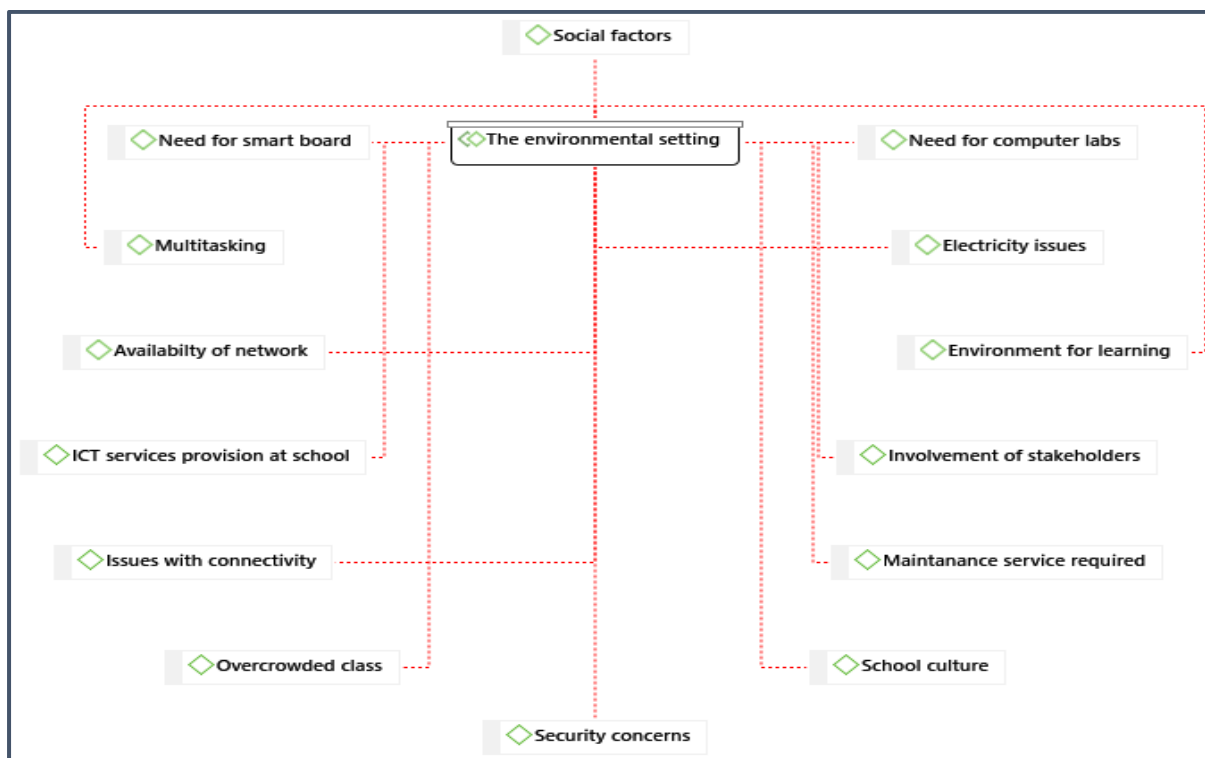 Social factors
Need for smart board
The environmental setting
Need for computer labs
Multitasking
Electricity issues
Availabilty of network
Environment for learning
ICT services provision at school
Involvement of stakeholders
Issues with connectivity
Maintanance service required
Overcrowded class
School culture
Security concerns